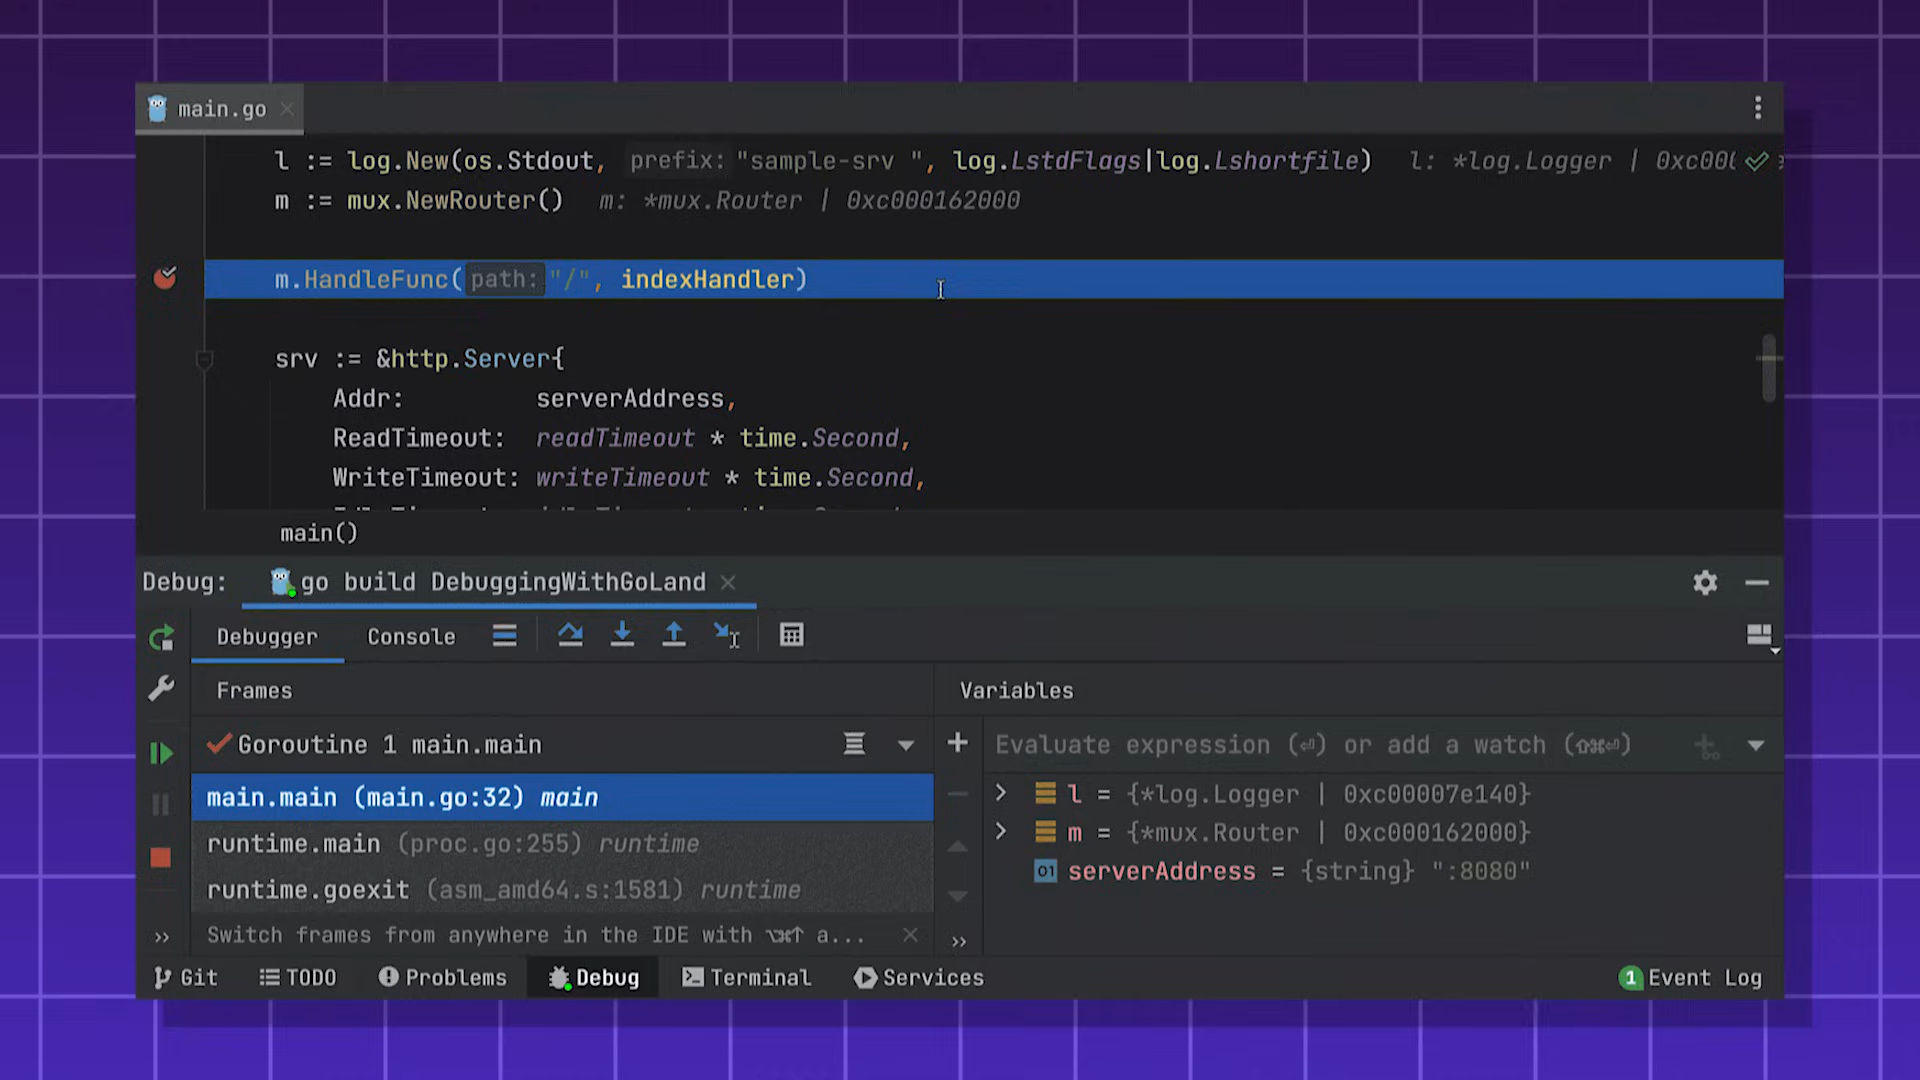 main.go
l := log.New(os.Stdout, prefix: "sample-srv ", log.LstdFlags|log.Lshortfile) l: *log.Logger | 0xc00
m := mux.NewRouter() m: *mux.Router | 0xc000162000
m.HandleFunc( path: "/", indexHandler)
srv := &http.Server{
Addr: serverAddress,
ReadTimeout: readTimeout * time.Second,
WriteTimeout: writeTimeout * time.Second,
main()
Debug: go build DebuggingWithGoLand
Debugger Console
Frames
Variables
Goroutine 1 main.main
Evaluate expression (⏎) or add a watch (⇧⌘⏎)
main.main (main.go:32) main
runtime.main (proc.go:255) runtime
runtime.goexit (asm_amd64.s:1581) runtime
l = {*log.Logger | 0xc00007e140}
m = {*mux.Router | 0xc000162000}
01 serverAddress = {string} ":8080"
Switch frames from anywhere in the IDE with ⌥⌘↑ a...
Git TODO Problems Debug Terminal Services 1 Event Log